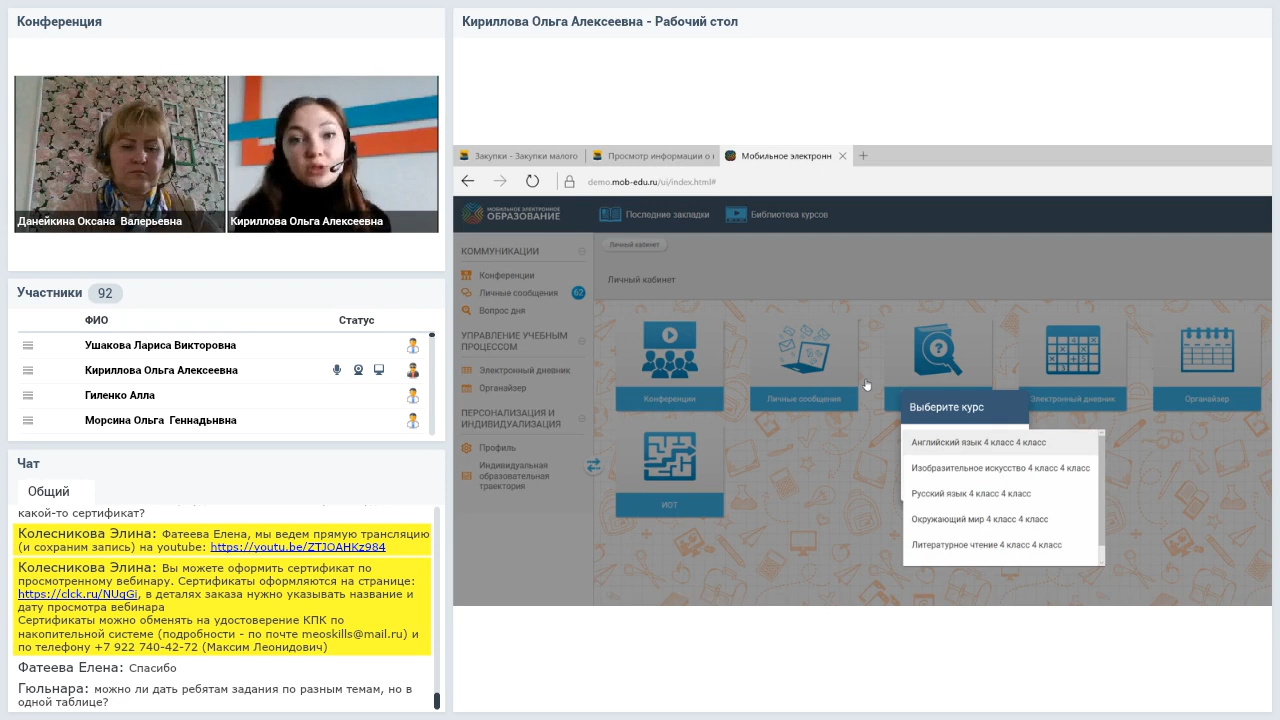 Конференция
Данейкина Оксана Валерьевна
Кириллова Ольга Алексеевна
Участники 92
ФИО Статус
Ушакова Лариса Викторовна
Кириллова Ольга Алексеевна
Гиленко Алла
Морсина Ольга Геннадьнвна
Чат
Общий
какой-то сертификат?
Колесникова Элина: Фатеева Елена, мы ведем прямую трансляцию
(и сохраним запись) на youtube: https://youtu.be/ZTJOAHKz984
Колесникова Элина: Вы можете оформить сертификат по
просмотренному вебинару. Сертификаты оформляются на странице:
https://clck.ru/NUqGi, в деталях заказа нужно указывать название и
дату просмотра вебинара
Сертификаты можно обменять на удостоверение КПК по
накопительной системе (подробности - по почте meoskills@mail.ru) и
по телефону +7 922 740-42-72 (Максим Леонидович)
Фатеева Елена: Спасибо
Гюльнара: можно ли дать ребятам задания по разным темам, но в
одной таблице?
Кириллова Ольга Алексеевна - Рабочий стол
Закупки - Закупки малого
Просмотр информации о
Мобильное электронн
demo.mob-edu.ru/ui/index.html#
МОБИЛЬНОЕ ЭЛЕКТРОННОЕ
ОБРАЗОВАНИЕ
Последние закладки
Библиотека курсов
КОММУНИКАЦИИ
Конференции
Личные сообщения 62
Вопрос дня
УПРАВЛЕНИЕ УЧЕБНЫМ
ПРОЦЕССОМ
Электронный дневник
Органайзер
ПЕРСОНАЛИЗАЦИЯ И
ИНДИВИДУАЛИЗАЦИЯ
Профиль
Индивидуальная
образовательная
траектория
Личный кабинет
Личный кабинет
Конференции
Личные сообщения
Электронный дневник
Органайзер
ИОТ
Выберите курс
Английский язык 4 класс 4 класс
Изобразительное искусство 4 класс 4 класс
Русский язык 4 класс 4 класс
Окружающий мир 4 класс 4 класс
Литературное чтение 4 класс 4 класс